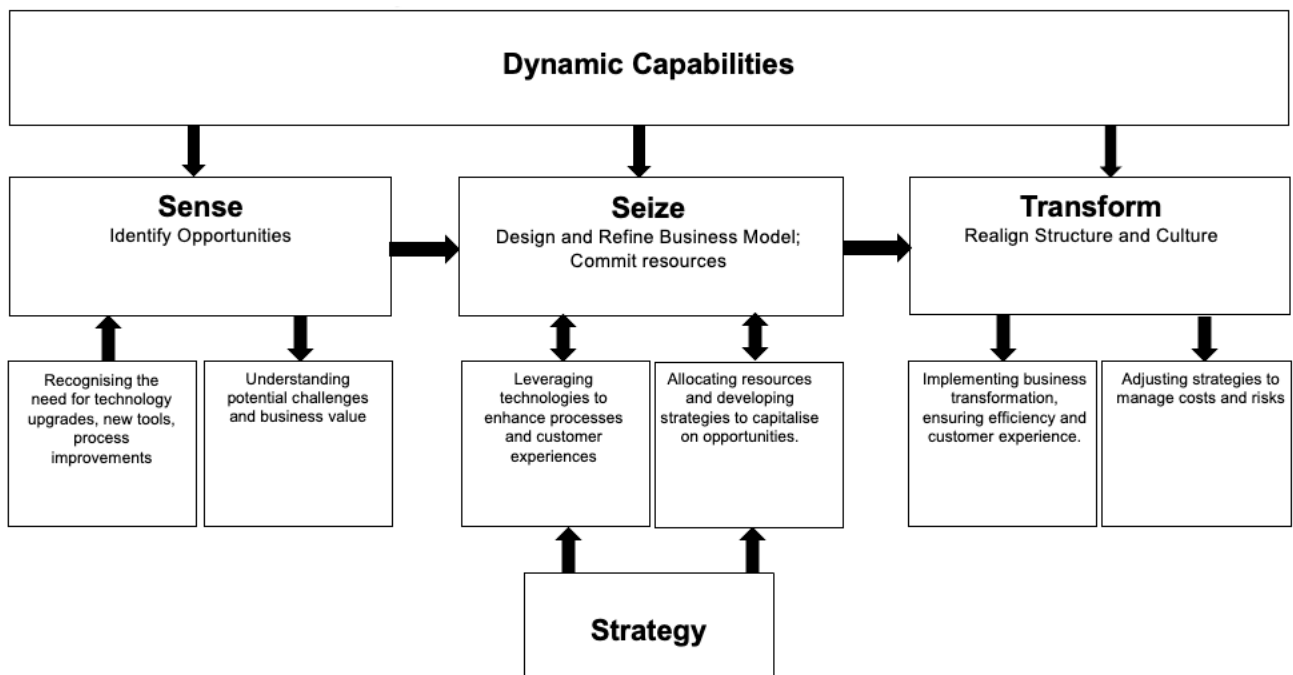 Dynamic Capabilities
Sense
Identify Opportunities
Seize
Design and Refine Business Model;
Commit resources
Transform
Realign Structure and Culture
Recognising the
need for technology
upgrades, new tools,
process
improvements
Understanding
potential challenges
and business value
Leveraging
technologies to
enhance processes
and customer
experiences
Allocating resources
and developing
strategies to capitalise
on opportunities.
Implementing business
transformation,
ensuring efficiency and
customer experience.
Adjusting strategies to
manage costs and risks
Strategy